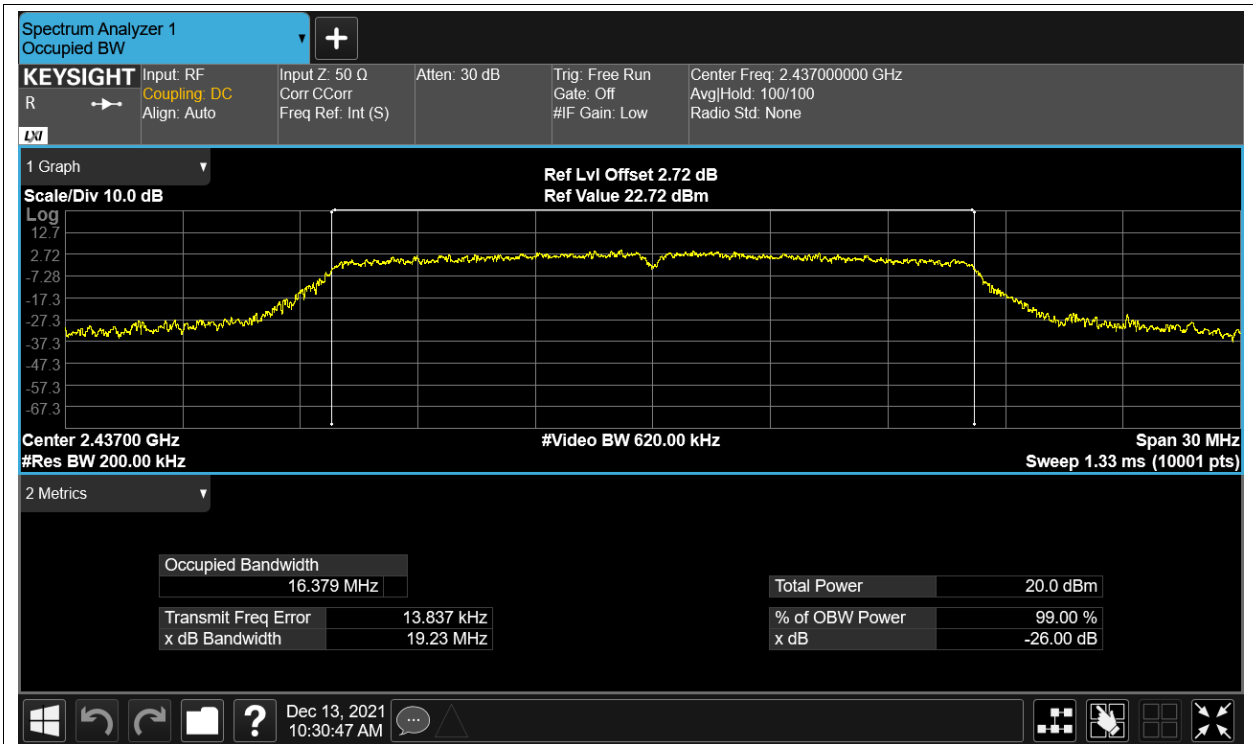 Spectrum Analyzer 1
Occupied BW
KEYSIGHT Input: RF Input Z: 50 Ω Atten: 30 dB Trig: Free Run Center Freq: 2.437000000 GHz
R Coupling: DC Corr CCorr Gate: Off Avg|Hold: 100/100
Align: Auto Freq Ref: Int (S) #IF Gain: Low Radio Std: None
LXI
1 Graph
Ref Lvl Offset 2.72 dB
Scale/Div 10.0 dB Ref Value 22.72 dBm
Log
12.7
2.72
-7.28
-17.3
-27.3
-37.3
-47.3
-57.3
-67.3
Center 2.43700 GHz #Video BW 620.00 kHz Span 30 MHz
#Res BW 200.00 kHz Sweep 1.33 ms (10001 pts)
2 Metrics
Occupied Bandwidth
16.379 MHz Total Power 20.0 dBm
Transmit Freq Error 13.837 kHz % of OBW Power 99.00 %
x dB Bandwidth 19.23 MHz x dB -26.00 dB
? Dec 13, 2021
10:30:47 AM